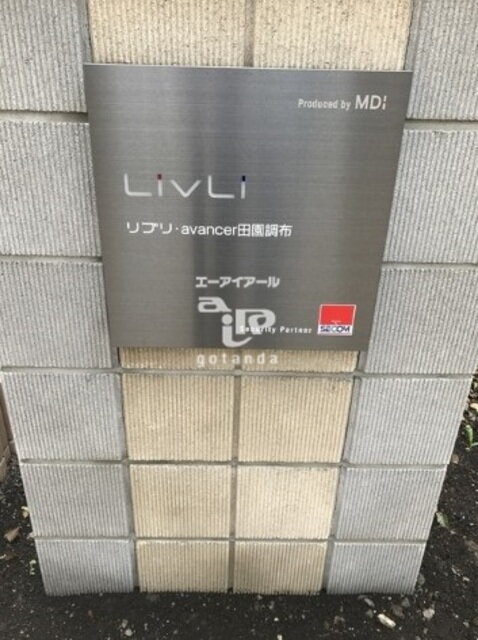 Produced by MDI
LivLi
リブリ・avancer田園調布
エーアイアール
air
Security Partner SECOM
gotanda